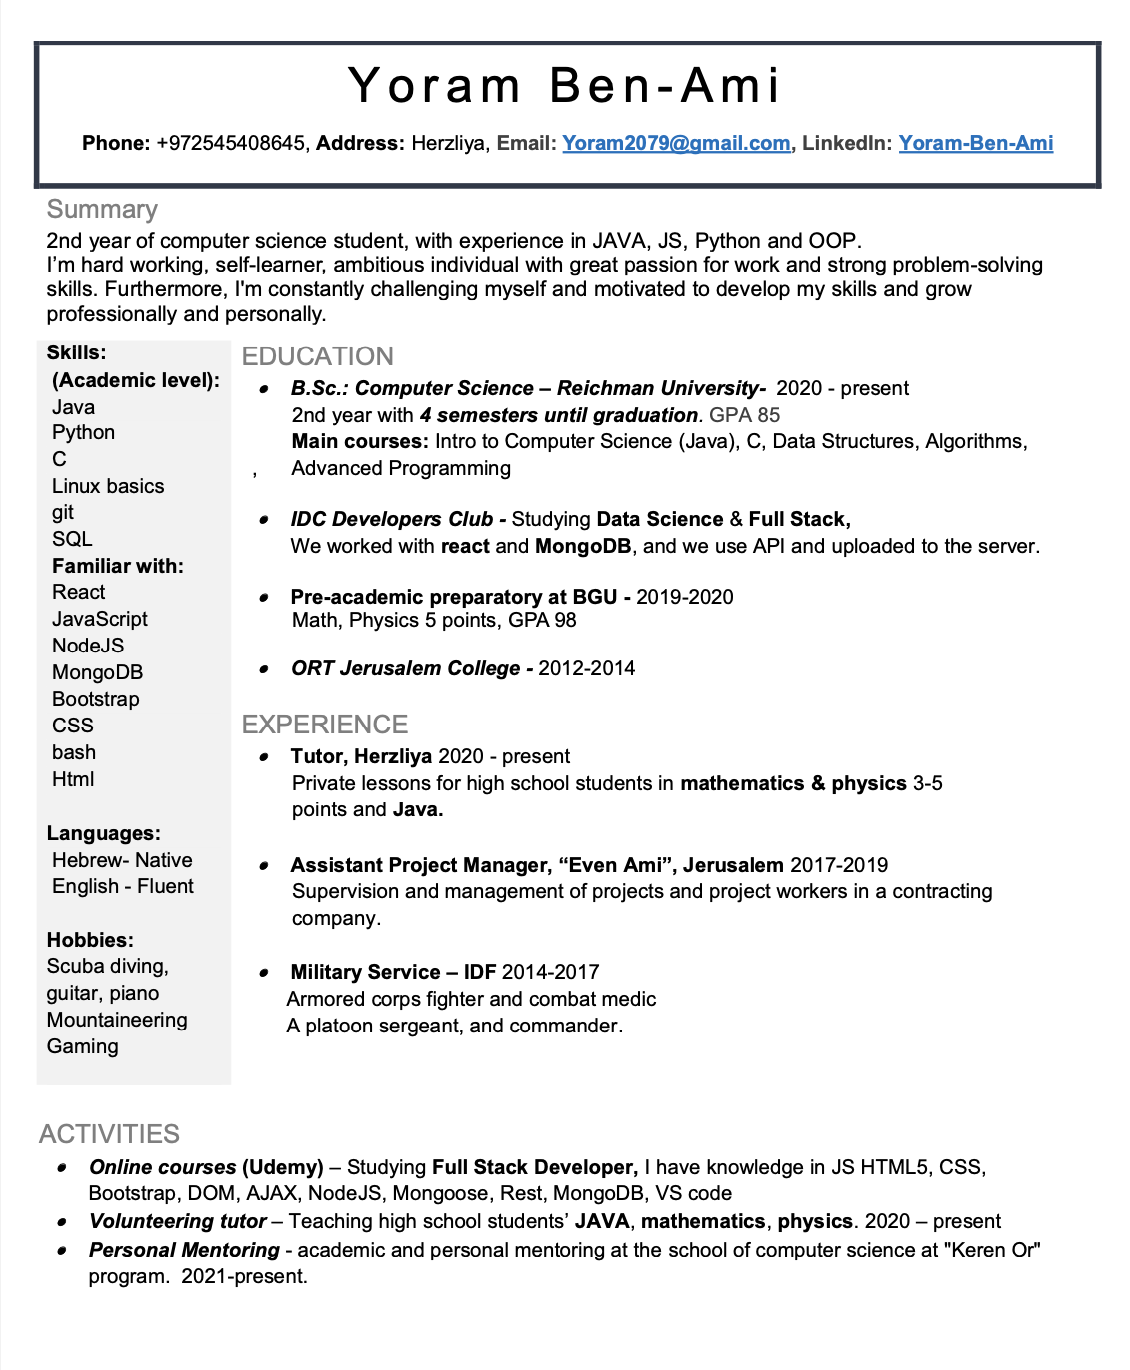 Yoram Ben-Ami
Phone: +972545408645, Address: Herzliya, Email: Yoram2079@gmail.com, LinkedIn: Yoram-Ben-Ami
Summary
2nd year of computer science student, with experience in JAVA, JS, Python and OOP.
I'm hard working, self-learner, ambitious individual with great passion for work and strong problem-solving
skills. Furthermore, I'm constantly challenging myself and motivated to develop my skills and grow
professionally and personally.
Skills:
(Academic level):
Java
Python
C
Linux basics
git
SQL
Familiar with:
React
JavaScript
NodeJS
MongoDB
Bootstrap
CSS
bash
Html
Languages:
Hebrew- Native
English - Fluent
Hobbies:
Scuba diving,
guitar, piano
Mountaineering
Gaming
EDUCATION
● B.Sc.: Computer Science – Reichman University- 2020 - present
2nd year with 4 semesters until graduation. GPA 85
Main courses: Intro to Computer Science (Java), C, Data Structures, Algorithms,
, Advanced Programming
● IDC Developers Club - Studying Data Science & Full Stack,
We worked with react and MongoDB, and we use API and uploaded to the server.
● Pre-academic preparatory at BGU - 2019-2020
Math, Physics 5 points, GPA 98
● ORT Jerusalem College - 2012-2014
EXPERIENCE
● Tutor, Herzliya 2020 - present
Private lessons for high school students in mathematics & physics 3-5
points and Java.
● Assistant Project Manager, “Even Ami”, Jerusalem 2017-2019
Supervision and management of projects and project workers in a contracting
company.
● Military Service – IDF 2014-2017
Armored corps fighter and combat medic
A platoon sergeant, and commander.
ACTIVITIES
● Online courses (Udemy) – Studying Full Stack Developer, I have knowledge in JS HTML5, CSS,
Bootstrap, DOM, AJAX, NodeJS, Mongoose, Rest, MongoDB, VS code
● Volunteering tutor – Teaching high school students’ JAVA, mathematics, physics. 2020 – present
● Personal Mentoring - academic and personal mentoring at the school of computer science at "Keren Or"
program. 2021-present.